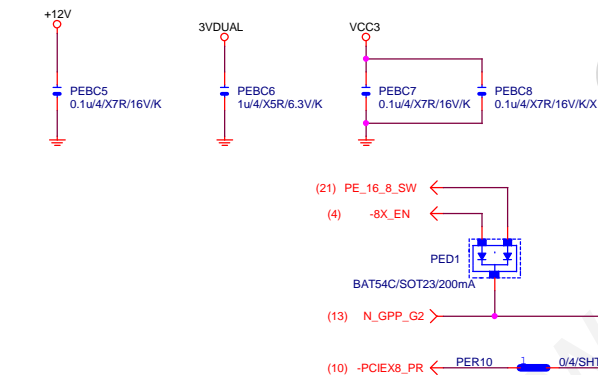 +12V
3VDUAL
VCC3
PEBC5
0.1u/4/X7R/16V/K
PEBC6
1u/4/X5R/6.3V/K
PEBC7
0.1u/4/X7R/16V/K
PEBC8
0.1u/4/X7R/16V/K/X
(21) PE_16_8_SW
(4) -8X_EN
PED1
BAT54C/SOT23/200mA
(13) N_GPP_G2
(10) -PCIEX8_PR
PER10
1
0/4/SHT